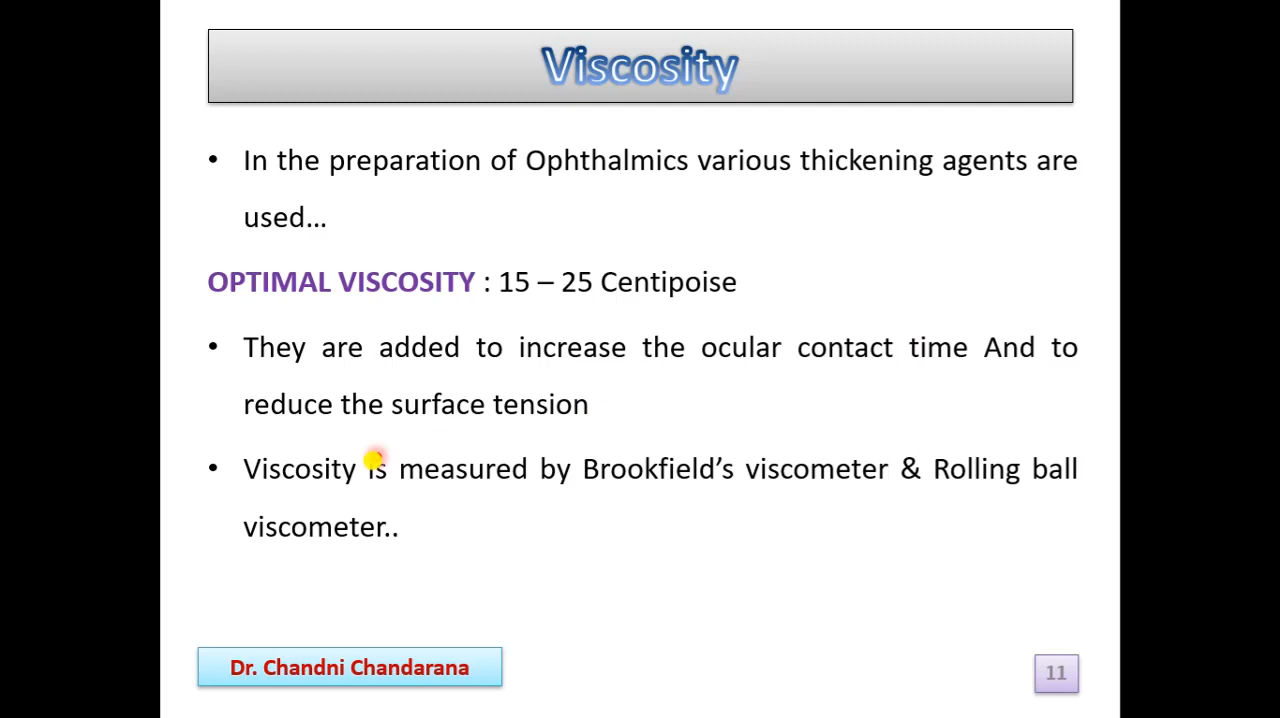 Viscosity
• In the preparation of Ophthalmics various thickening agents are
used...
OPTIMAL VISCOSITY : 15 – 25 Centipoise
• They are added to increase the ocular contact time And to
reduce the surface tension
• Viscosity is measured by Brookfield’s viscometer & Rolling ball
viscometer..
Dr. Chandni Chandarana
11